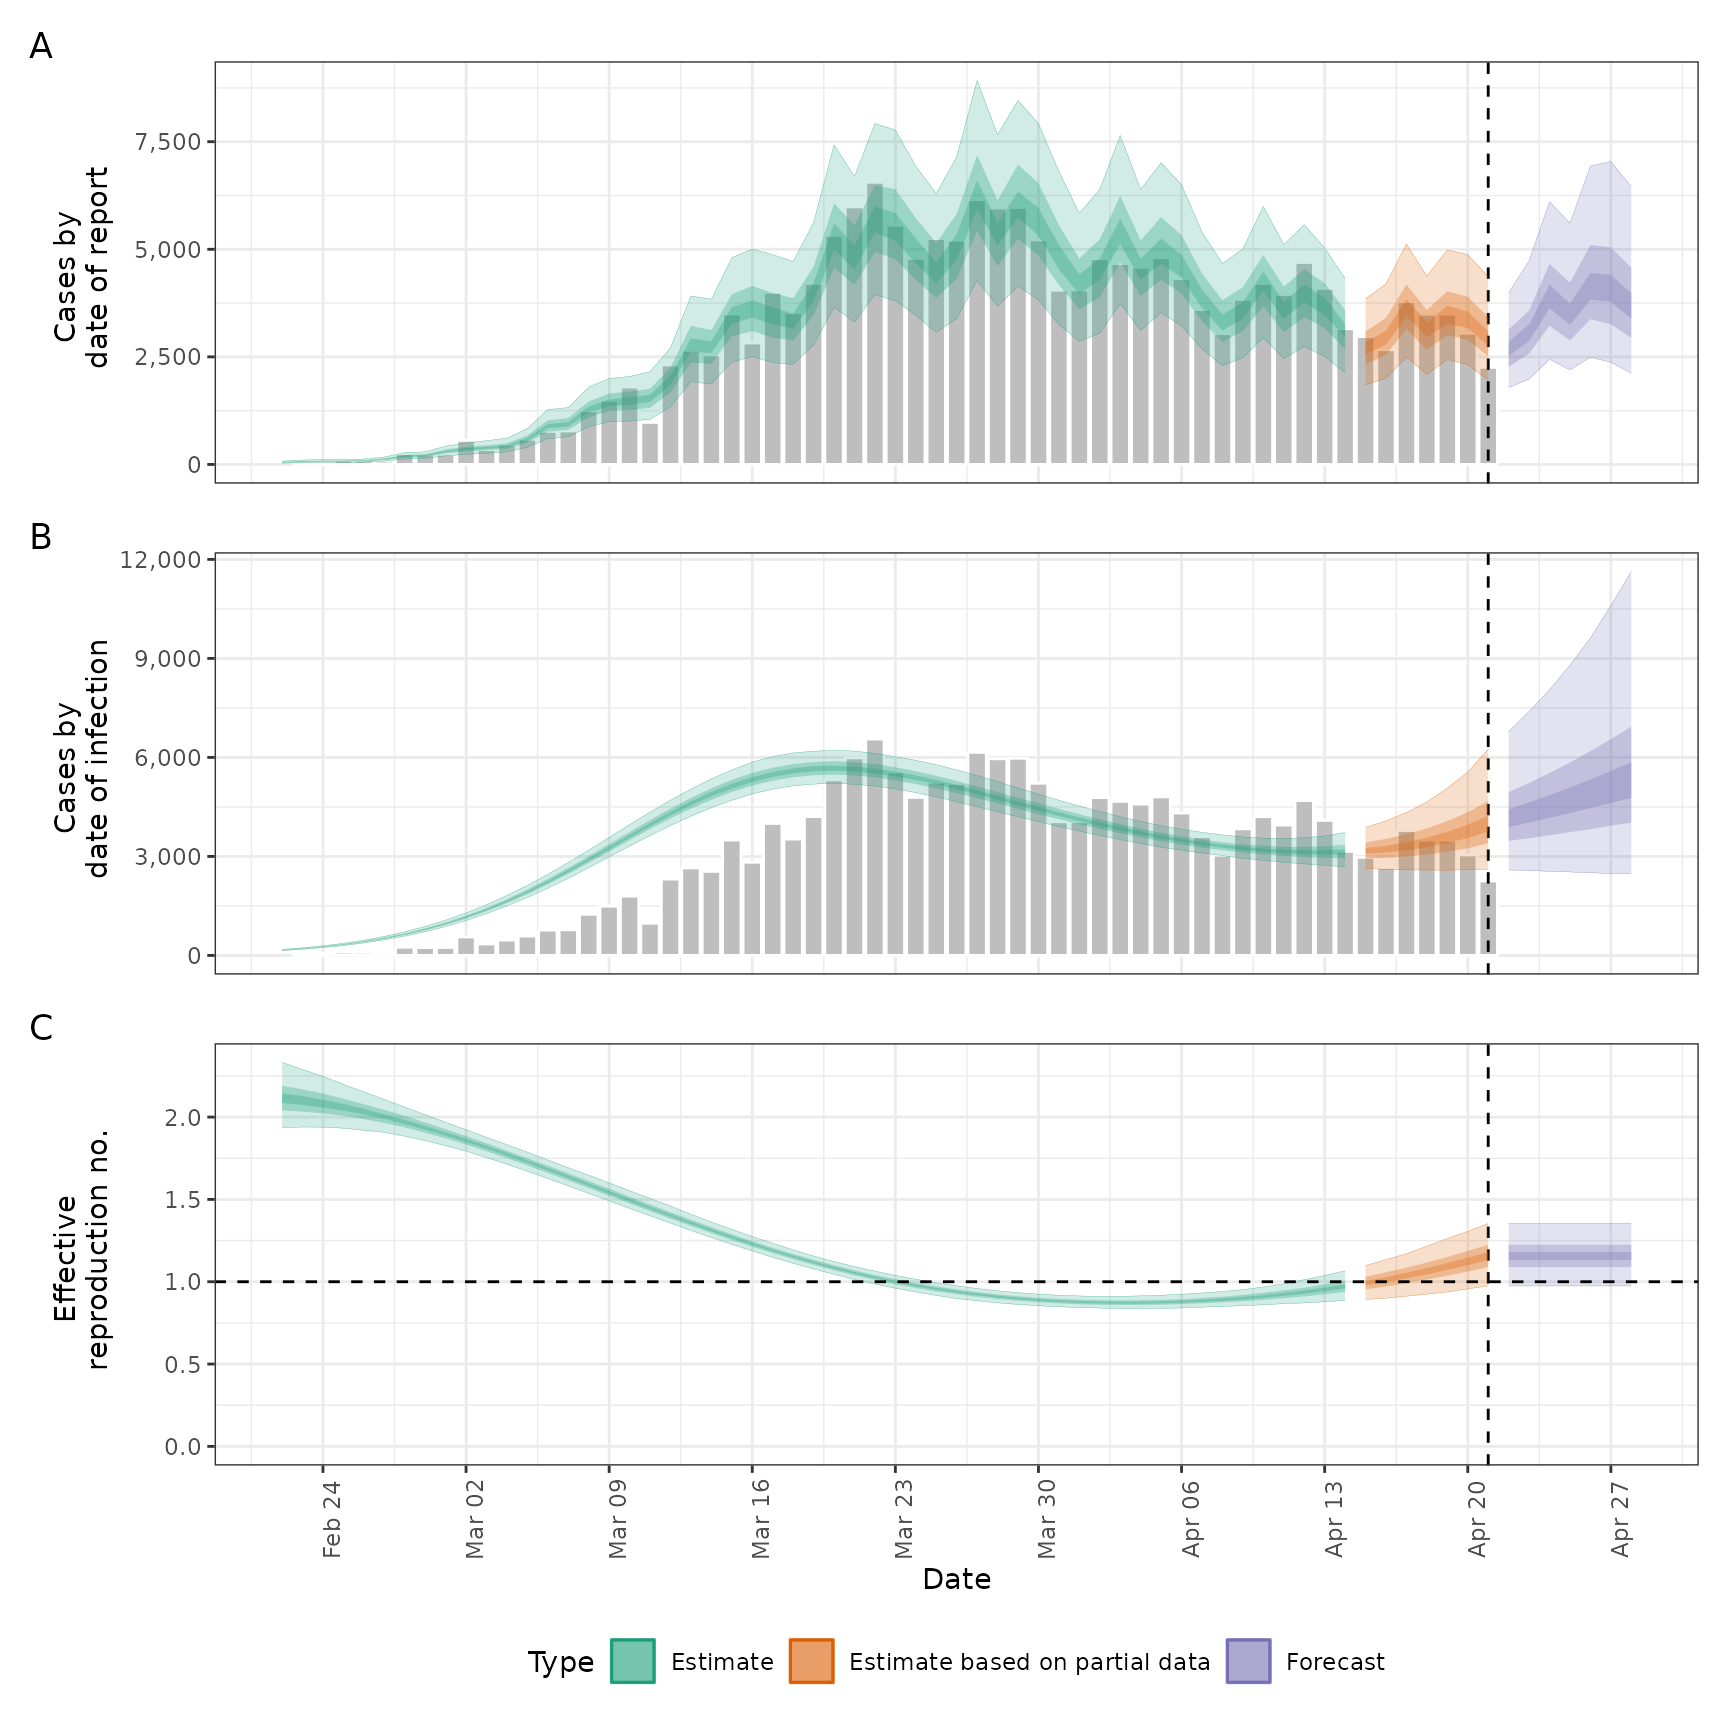 A
Cases by
date of report
7,500
5,000
2,500
0
B
Cases by
date of infection
12,000
9,000
6,000
3,000
0
C
Effective
reproduction no.
2.0
1.5
1.0
0.5
0.0
Feb 24
Mar 02
Mar 09
Mar 16
Mar 23
Mar 30
Apr 06
Apr 13
Apr 20
Apr 27
Date
Type Estimate Estimate based on partial data Forecast